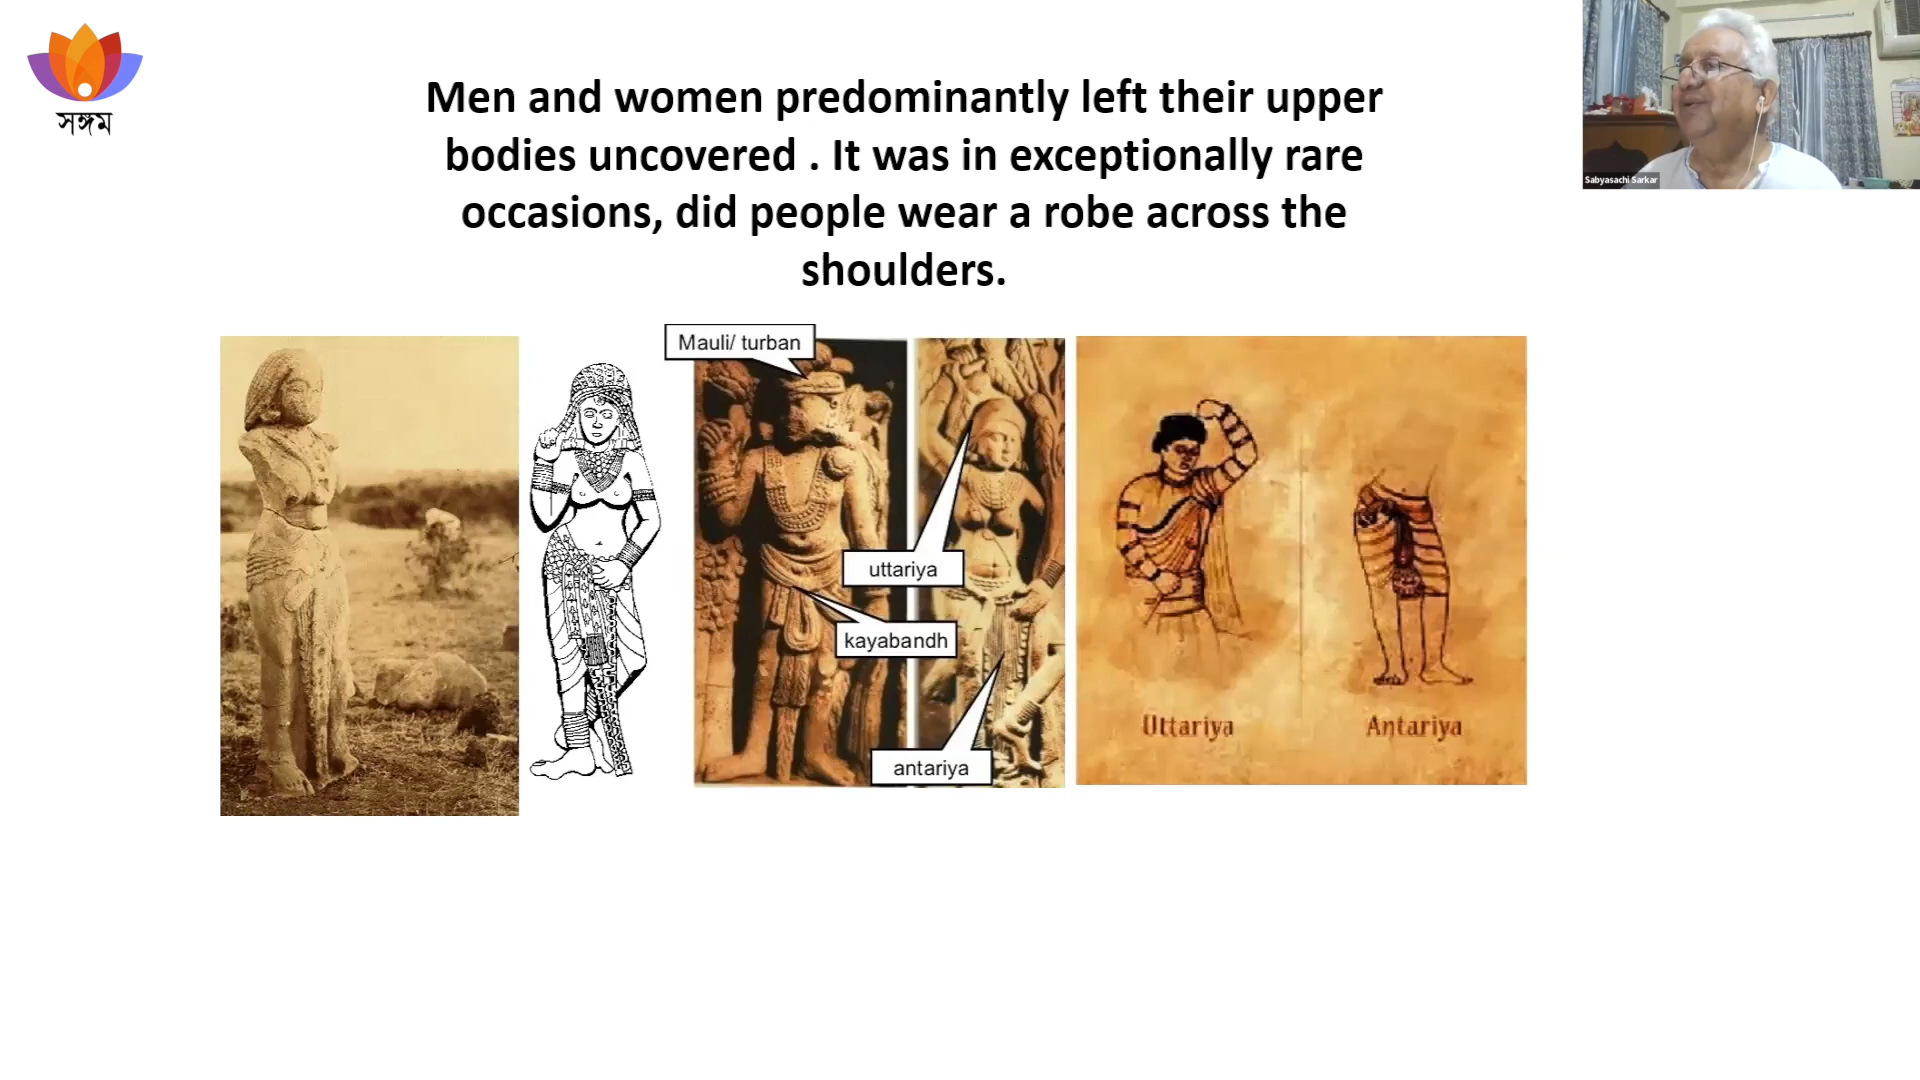 সঙ্গম
Men and women predominantly left their upper
bodies uncovered . It was in exceptionally rare
occasions, did people wear a robe across the
shoulders.
Sabyasachi Sarkar
Mauli/ turban
uttariya
kayabandh
antariya
Uttariya
Antariya